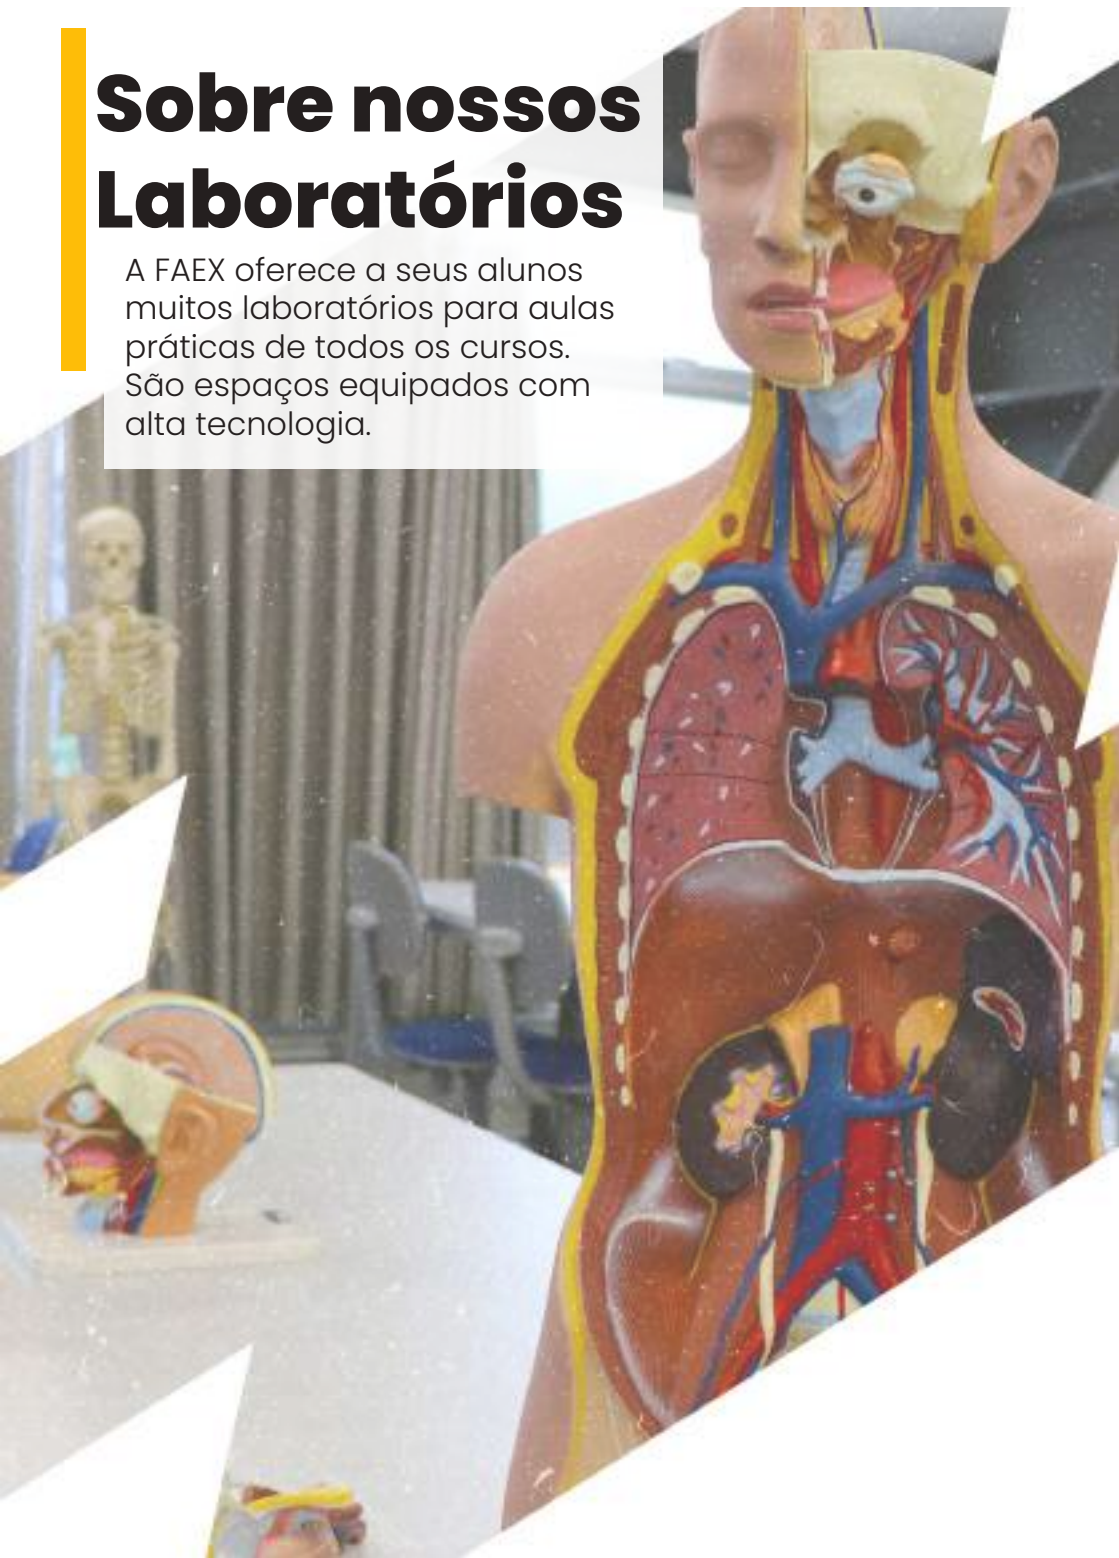 Sobre nossos
Laboratórios
A FAEX oferece a seus alunos
muitos laboratórios para aulas
práticas de todos os cursos.
São espaços equipados com
alta tecnologia.